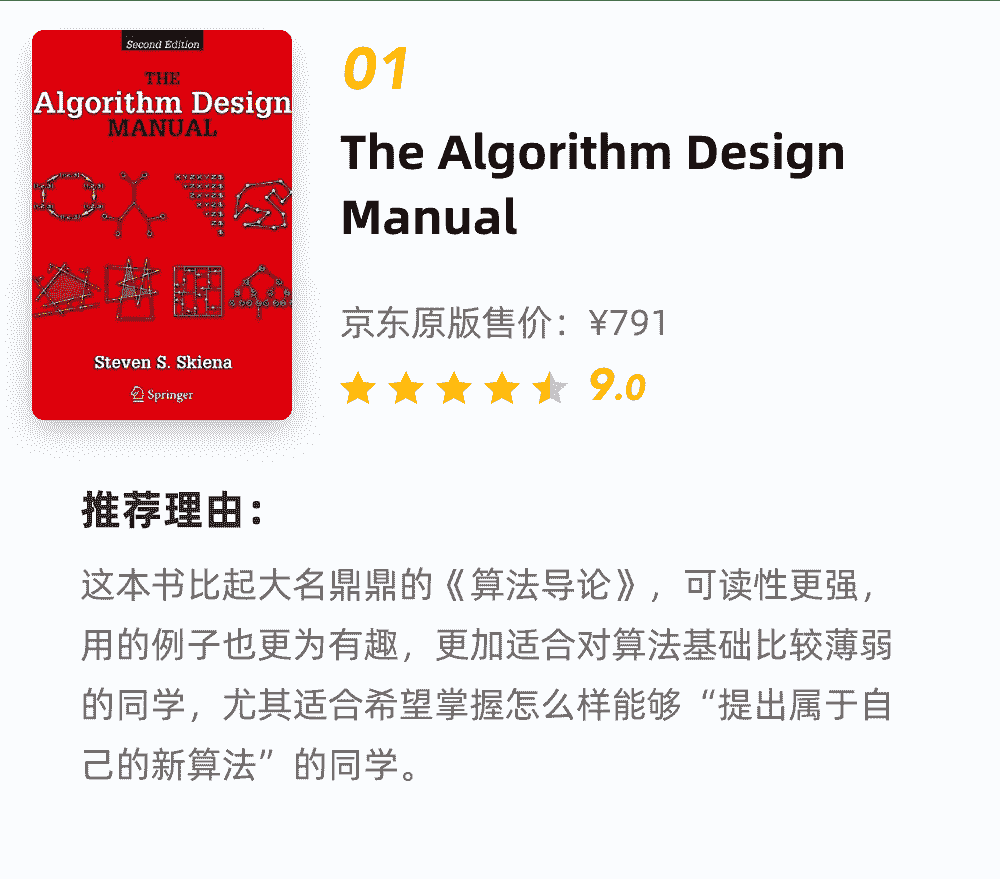 Second Edition
THE
Algorithm Design
MANUAL
Steven S. Skiena
Springer
01
The Algorithm Design
Manual
京东原版售价：¥791
9.0
推荐理由：
这本书比起大名鼎鼎的《算法导论》，可读性更强，
用的例子也更为有趣，更加适合对算法基础比较薄弱
的同学，尤其适合希望掌握怎么样能够“提出属于自
己的新算法”的同学。